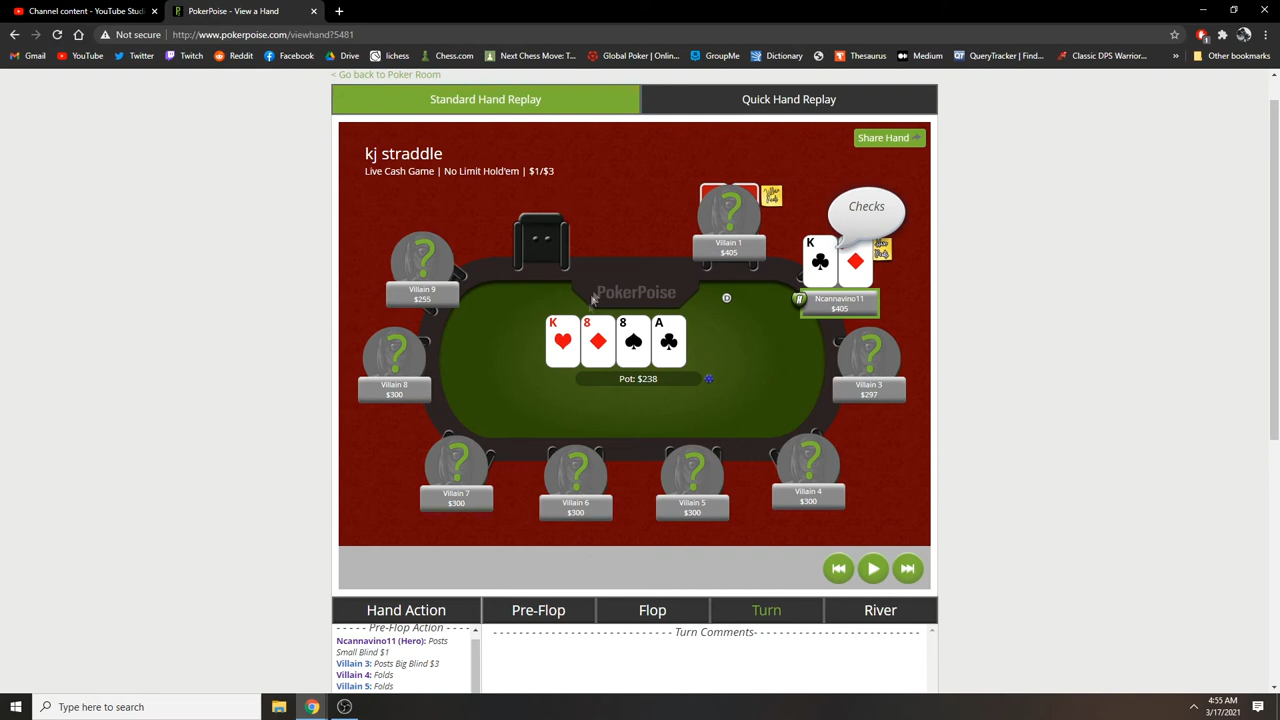 Channel content - YouTube Studio
PokerPoise - View a Hand
Not secure | http://www.pokerpoise.com/viewhand?5481
Gmail YouTube Twitter Twitch Reddit Facebook Drive lichess Chess.com Next Chess Move: T... Global Poker | Onlin... GroupMe Dictionary Thesaurus Medium QueryTracker | Find... Classic DPS Warrior... » Other bookmarks
< Go back to Poker Room
Standard Hand Replay Quick Hand Replay
Share Hand
kj straddle
Live Cash Game | No Limit Hold'em | $1/$3
Checks
Villain 1
$405
K
Villain 9
$255
PokerPoise
D
H
Ncannavino11
$405
K 8 8 A
Pot: $238
Villain 8
$300
Villain 3
$297
Villain 7
$300
Villain 6
$300
Villain 5
$300
Villain 4
$300
Hand Action Pre-Flop Flop Turn River
- - - - - Pre-Flop Action - - - -
Ncannavino11 (Hero): Posts
Small Blind $1
Villain 3: Posts Big Blind $3
Villain 4: Folds
Villain 5: Folds
Turn Comments
Type here to search
4:55 AM
3/17/2021